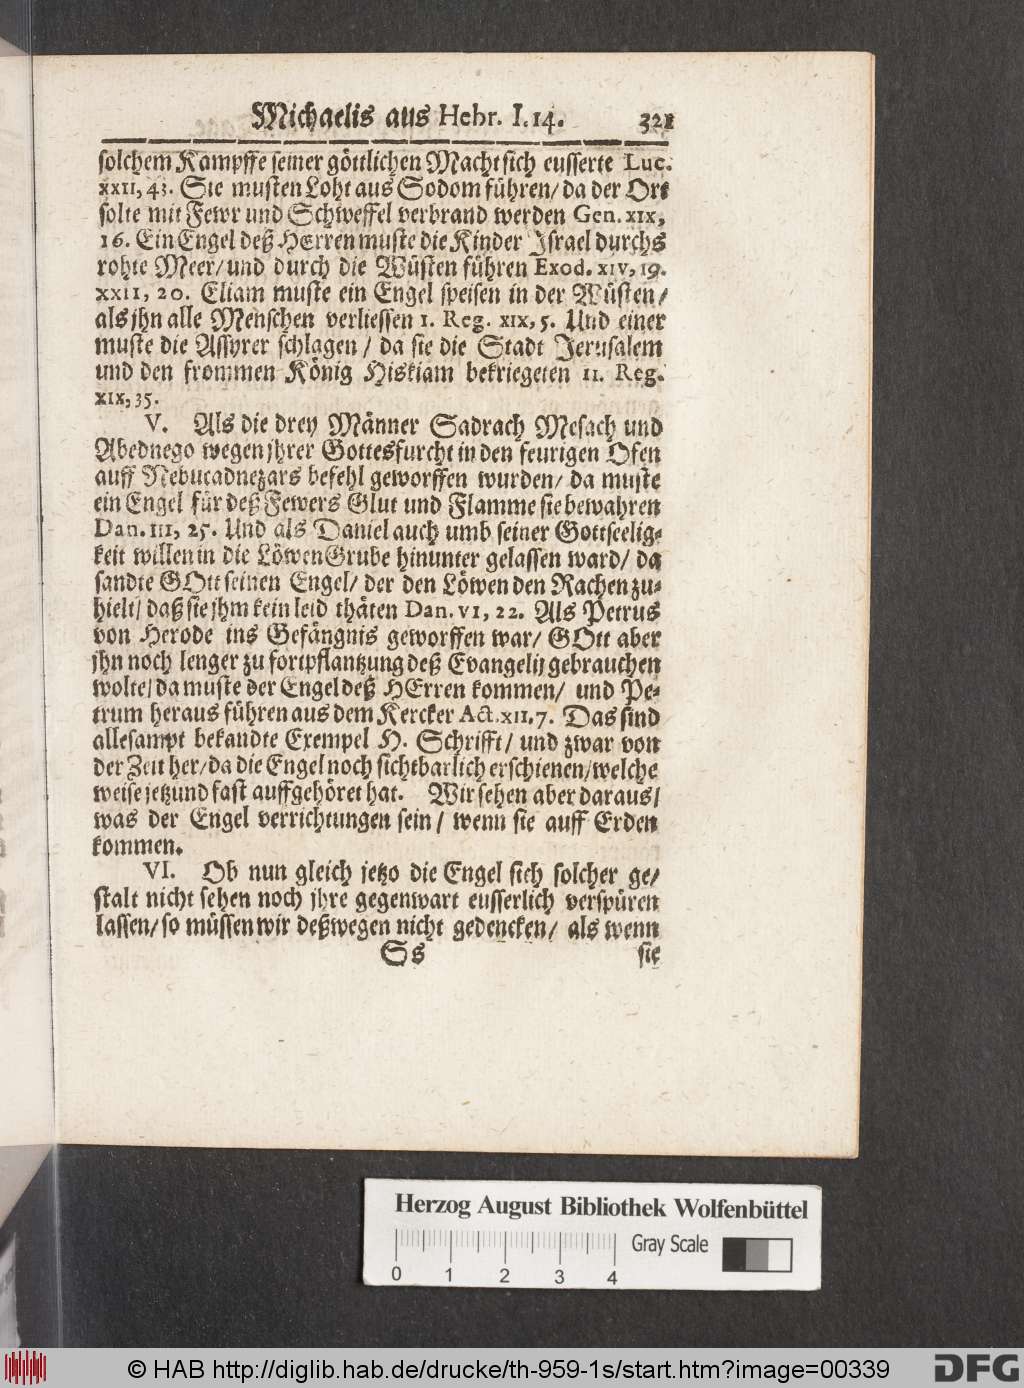 Michaelis aus Hebr. I. 14. 321
solchem Kampffe seiner göttlichen Macht sich eusserte Luc.
XXII, 43. Sie musten Loht aus Sodom führen/ da der Ort
solte mit Fewr und Schweffel verbrand werden Gen. XIX,
16. Ein Engel deß HErren muste die Kinder Israel durchs
rohte Meer/ und durch die Wüsten führen Exod. XIV, 19.
XXII, 20. Eliam muste ein Engel speisen in der Wüsten/
als jhn alle Menschen verliessen 1. Reg. XIX, 5. Und einer
muste die Assyrer schlagen/ da sie die Stadt Jerusalem
und den frommen König Hiskiam bekriegeten II. Reg.
XIX, 35.
V. Als die drey Männer Sadrach Mesach und
Abednego wegen jhrer Gottesfurcht in den feurigen Ofen
auff Nebucadnezars befehl geworffen wurden/ da muste
ein Engel für deß Fewers Glut und Flamme sie bewahren
Dan. III, 25. Und als Daniel auch umb seiner Gottseelig-
keit willen in die LöwenGrube hinunter gelassen ward/ da
sandte GOtt seinen Engel/ der den Löwen den Rachen zu-
hielt/ daß sie jhm kein leid thäten Dan. VI, 22. Als Petrus
von Herode ins Gefängnis geworffen war/ GOtt aber
jhn noch lenger zu fortpflantzung deß Evangelij gebrauchen
wolte/ da muste der Engel deß HErren kommen/ und Pe-
trum heraus führen aus dem Kercker Act. XII, 7. Das sind
allesampt bekandte Exempel H. Schrifft/ und zwar von
der Zeit her/ da die Engel noch sichtbarlich erschienen/ welche
weise jetzund fast auffgehöret hat. Wir sehen aber daraus/
was der Engel verrichtungen sein/ wenn sie auff Erden
kommen.
VI. Ob nun gleich jetzo die Engel sich solcher ge-
stalt nicht sehen noch jhre gegenwart eusserlich verspüren
lassen/ so müssen wir deßwegen nicht gedencken/ als wenn
Ss sie
Herzog August Bibliothek Wolfenbüttel
Gray Scale
0 1 2 3 4
© HAB http://diglib.hab.de/drucke/th-959-1s/start.htm?image=00339
DFG